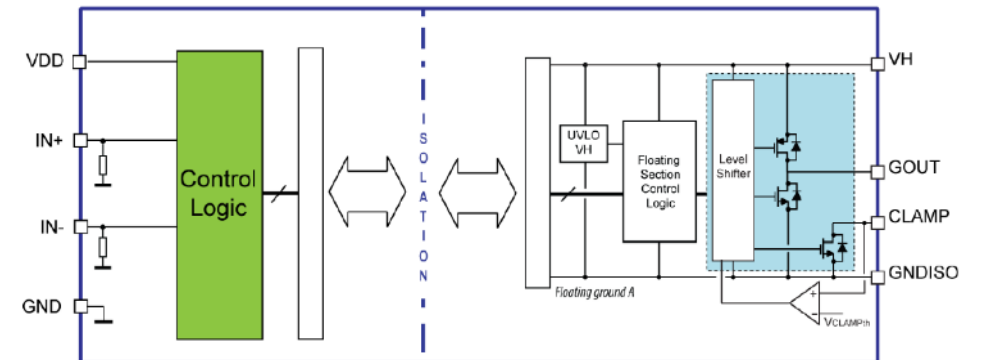 VDD
IN+
IN-
GND
Control
Logic
ISOLATION
UVLO
VH
Floating
Section
Control
Logic
Level
Shifter
Floating ground A
VCLAMPth
+
−
VH
GOUT
CLAMP
GNDISO